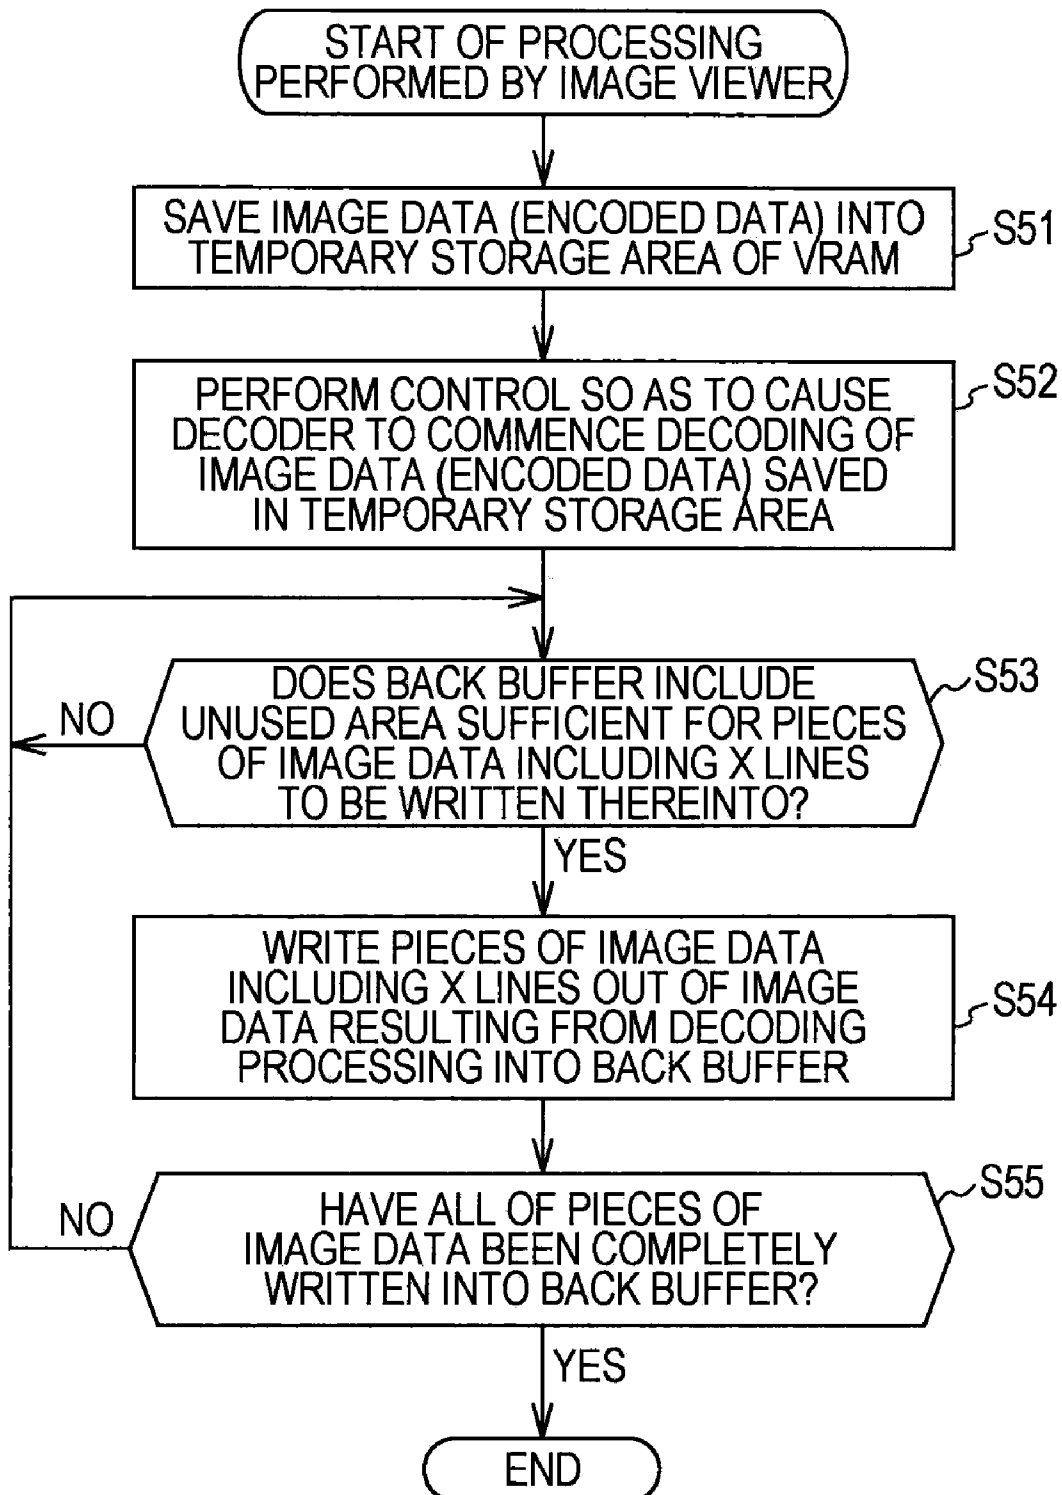 START OF PROCESSING
PERFORMED BY IMAGE VIEWER
SAVE IMAGE DATA (ENCODED DATA) INTO
TEMPORARY STORAGE AREA OF VRAM
S51
PERFORM CONTROL SO AS TO CAUSE
DECODER TO COMMENCE DECODING OF
IMAGE DATA (ENCODED DATA) SAVED
IN TEMPORARY STORAGE AREA
S52
DOES BACK BUFFER INCLUDE
UNUSED AREA SUFFICIENT FOR PIECES
OF IMAGE DATA INCLUDING X LINES
TO BE WRITTEN THEREINTO?
S53
NO
YES
WRITE PIECES OF IMAGE DATA
INCLUDING X LINES OUT OF IMAGE
DATA RESULTING FROM DECODING
PROCESSING INTO BACK BUFFER
S54
HAVE ALL OF PIECES OF
IMAGE DATA BEEN COMPLETELY
WRITTEN INTO BACK BUFFER?
S55
NO
YES
END